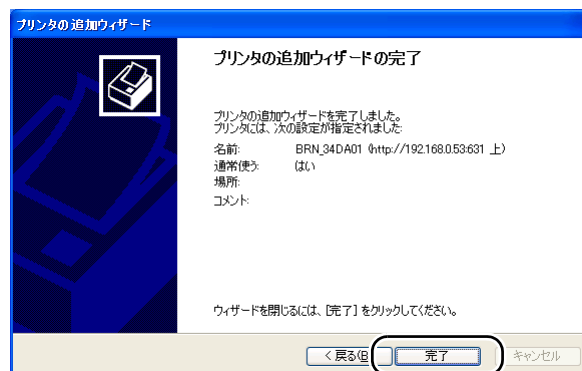 プリンタの追加ウィザード
プリンタの追加ウィザードの完了
プリンタの追加ウィザードを完了しました。
プリンタには、次の設定が指定されました:
名前: BRN_34DA01 (http://192.168.0.53:631 上)
通常使う: はい
場所:
コメント:
ウィザードを閉じるには、[完了] をクリックしてください。
< 戻る(B) 完了 キャンセル